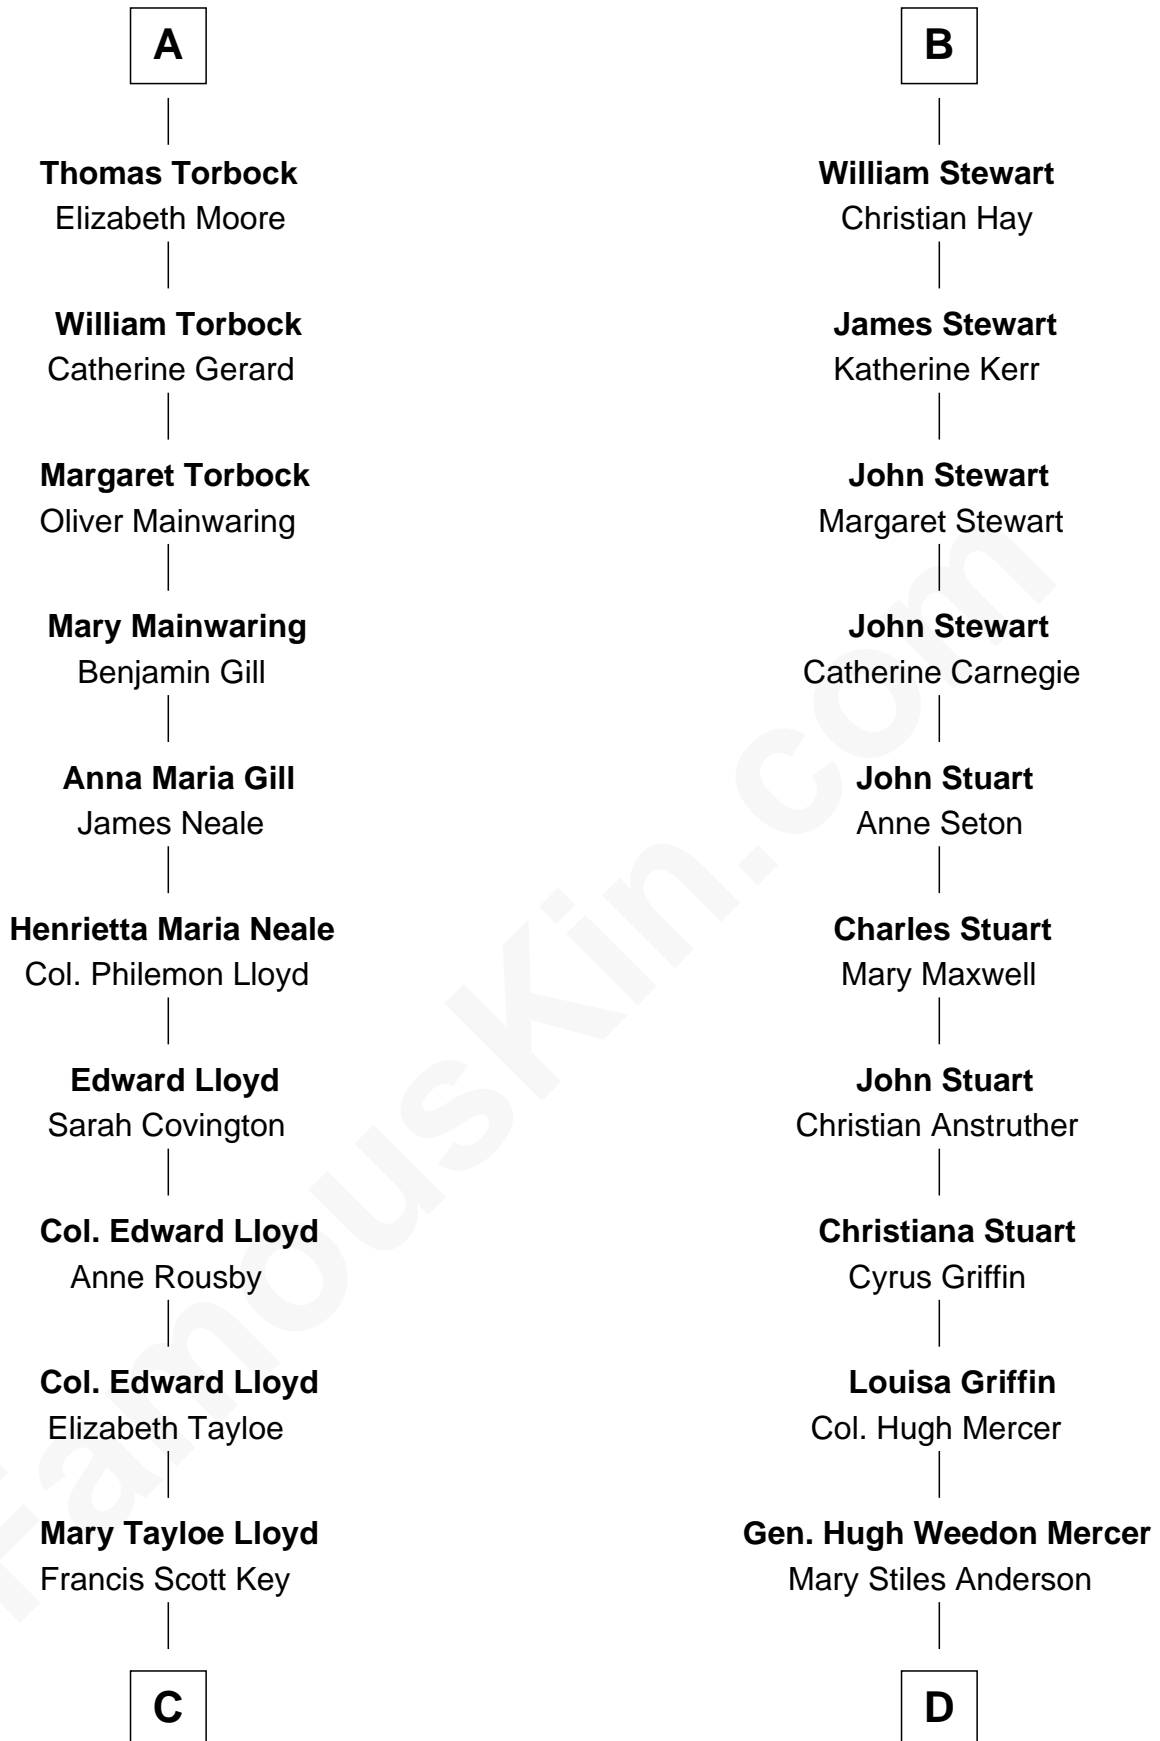 A
Thomas Torbock
Elizabeth Moore
William Torbock
Catherine Gerard
Margaret Torbock
Oliver Mainwaring
Mary Mainwaring
Benjamin Gill
Anna Maria Gill
James Neale
Henrietta Maria Neale
Col. Philemon Lloyd
Edward Lloyd
Sarah Covington
Col. Edward Lloyd
Anne Rousby
Col. Edward Lloyd
Elizabeth Tayloe
Mary Tayloe Lloyd
Francis Scott Key
C
B
William Stewart
Christian Hay
James Stewart
Katherine Kerr
John Stewart
Margaret Stewart
John Stewart
Catherine Carnegie
John Stuart
Anne Seton
Charles Stuart
Mary Maxwell
John Stuart
Christian Anstruther
Christiana Stuart
Cyrus Griffin
Louisa Griffin
Col. Hugh Mercer
Gen. Hugh Weedon Mercer
Mary Stiles Anderson
D
FamousKin.com